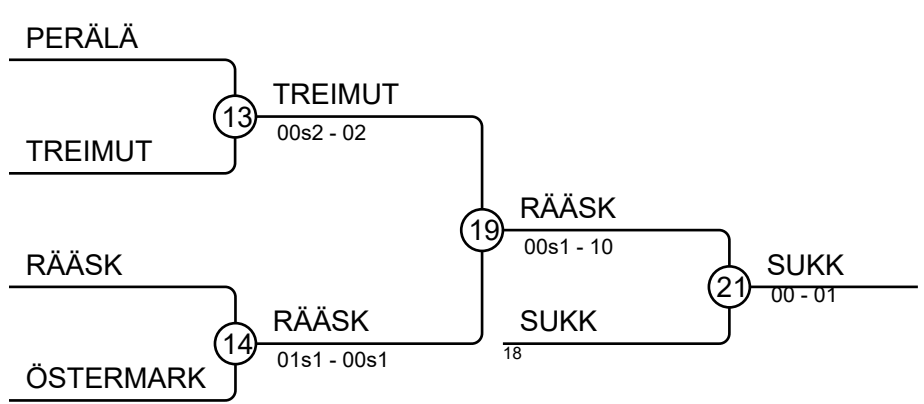 PERÄLÄ
13
TREIMUT
00s2 - 02
TREIMUT
19
RÄÄSK
00s1 - 10
RÄÄSK
14
RÄÄSK
01s1 - 00s1
ÖSTERMARK
21
SUKK
00 - 01
SUKK
18